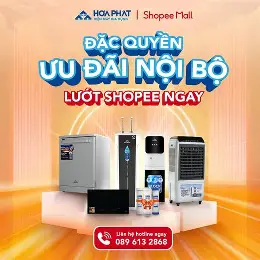 HÒA PHÁT | Shopee Mall
ĐẶC QUYỀN
ƯU ĐÃI NỘI BỘ
LƯỚT SHOPEE NGAY
Liên hệ hotline ngay
089 613 2868